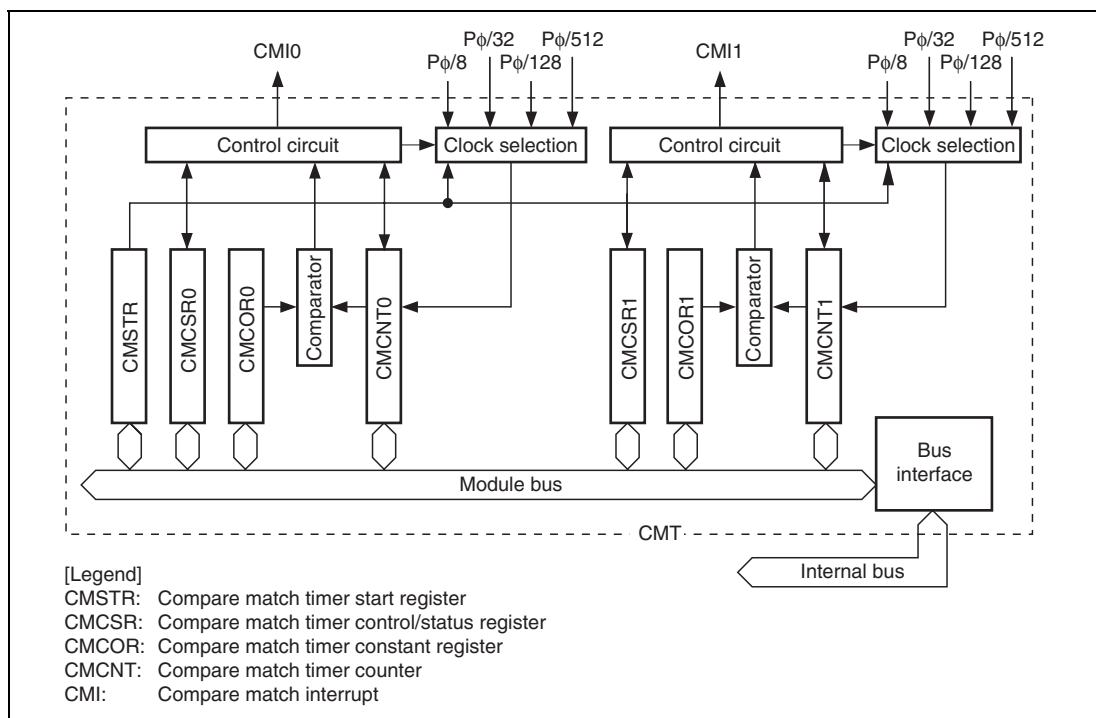 CMI0
Pφ/32 Pφ/512
Pφ/8 Pφ/128
CMI1
Pφ/32 Pφ/512
Pφ/8 Pφ/128
Control circuit
Clock selection
Control circuit
Clock selection
CMSTR
CMCSR0
CMCOR0
Comparator
CMCNT0
CMCSR1
CMCOR1
Comparator
CMCNT1
Module bus
Bus
interface
CMT
Internal bus
[Legend]
CMSTR: Compare match timer start register
CMCSR: Compare match timer control/status register
CMCOR: Compare match timer constant register
CMCNT: Compare match timer counter
CMI: Compare match interrupt